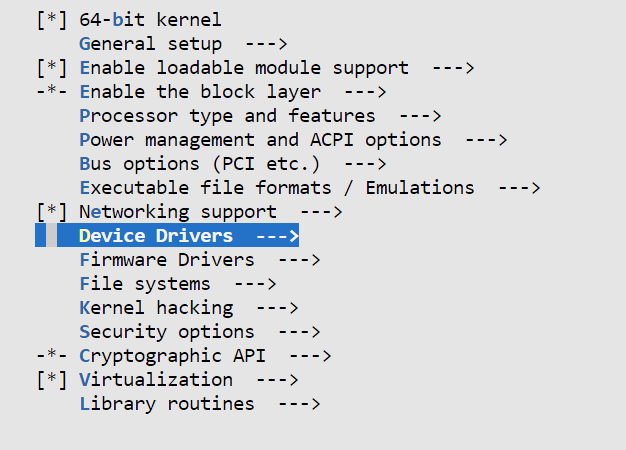 [*] 64-bit kernel
General setup  --->
[*] Enable loadable module support  --->
-*- Enable the block layer  --->
Processor type and features  --->
Power management and ACPI options  --->
Bus options (PCI etc.)  --->
Executable file formats / Emulations  --->
[*] Networking support  --->
Device Drivers  --->
Firmware Drivers  --->
File systems  --->
Kernel hacking  --->
Security options  --->
-*- Cryptographic API  --->
[*] Virtualization  --->
Library routines  --->